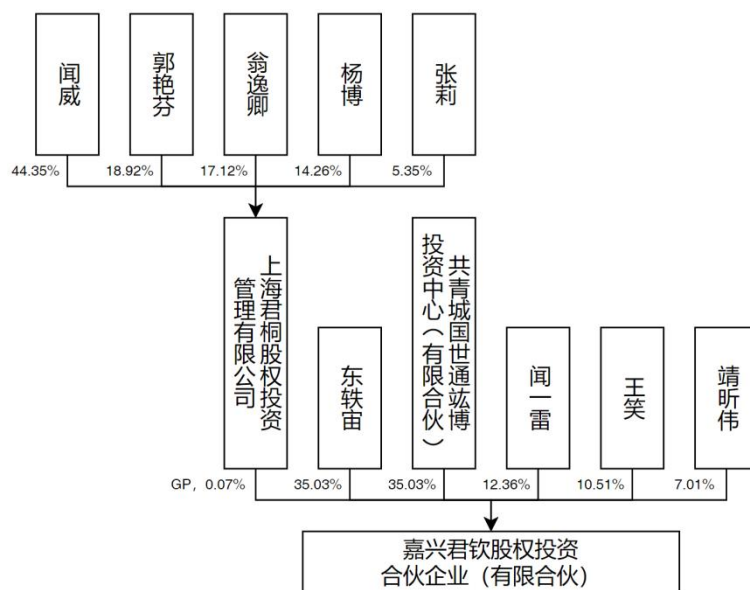 闻威
郭艳芬
翁逸卿
杨博
张莉
44.35%
18.92%
17.12%
14.26%
5.35%
上海君桐股权投资
管理有限公司
东轶宙
共青城国世通竑博
投资中心（有限合伙）
闻一雷
王笑
靖昕伟
GP，0.07%
35.03%
35.03%
12.36%
10.51%
7.01%
嘉兴君钦股权投资
合伙企业（有限合伙）